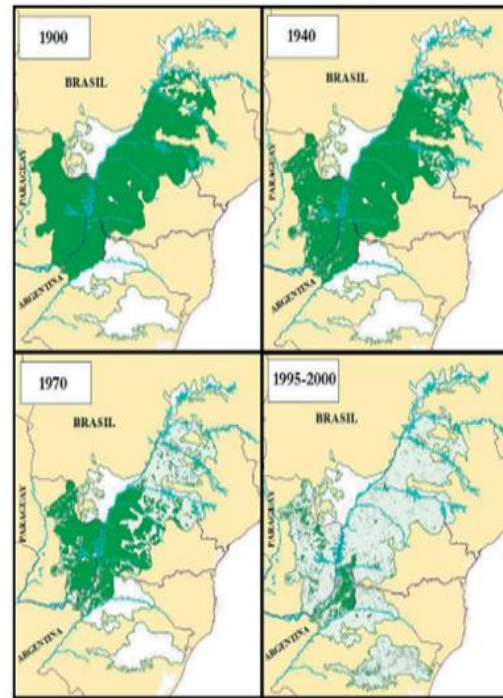 1900
BRASIL
PARAGUAY
ARGENTINA
1940
BRASIL
PARAGUAY
ARGENTINA
1970
BRASIL
PARAGUAY
ARGENTINA
1995-2000
BRASIL
PARAGUAY
ARGENTINA